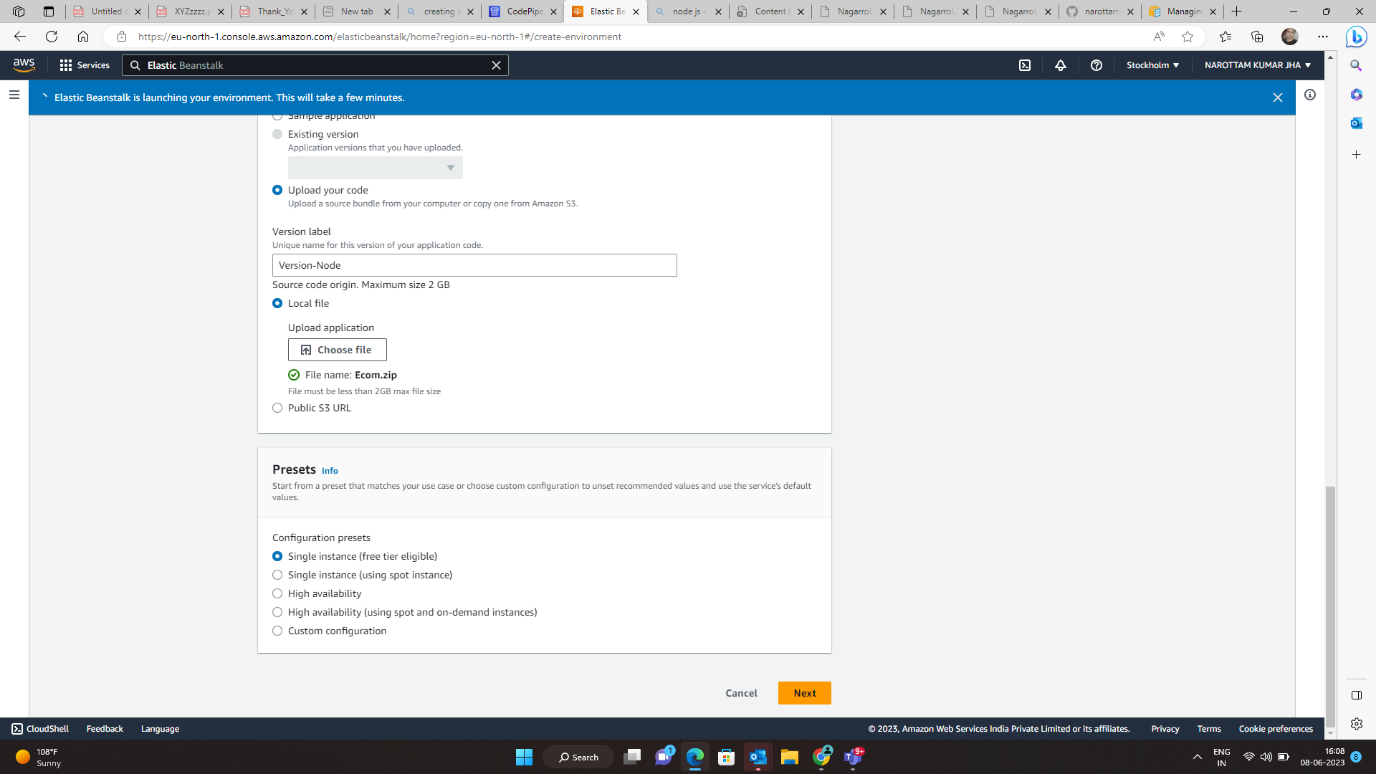 Untitled
XYZzzzz.p
Thank_Yo
New tab
creating
CodePipe
Elastic Be
node js -
Content
Nagarro
Nagarro
Nagarro
narottam
Managin
https://eu-north-1.console.aws.amazon.com/elasticbeanstalk/home?region=eu-north-1#/create-environment
aws
Services
Elastic Beanstalk
Stockholm
NAROTTAM KUMAR JHA
Elastic Beanstalk is launching your environment. This will take a few minutes.
Sample application
Existing version
Application versions that you have uploaded.
Upload your code
Upload a source bundle from your computer or copy one from Amazon S3.
Version label
Unique name for this version of your application code.
Version-Node
Source code origin. Maximum size 2 GB
Local file
Upload application
Choose file
File name: Ecom.zip
File must be less than 2GB max file size
Public S3 URL
Presets Info
Start from a preset that matches your use case or choose custom configuration to unset recommended values and use the service's default
values.
Configuration presets
Single instance (free tier eligible)
Single instance (using spot instance)
High availability
High availability (using spot and on-demand instances)
Custom configuration
Cancel
Next
CloudShell
Feedback
Language
© 2023, Amazon Web Services India Private Limited or its affiliates.
Privacy
Terms
Cookie preferences
108°F
Sunny
Search
1
9+
ENG
IN
16:08
08-06-2023
8